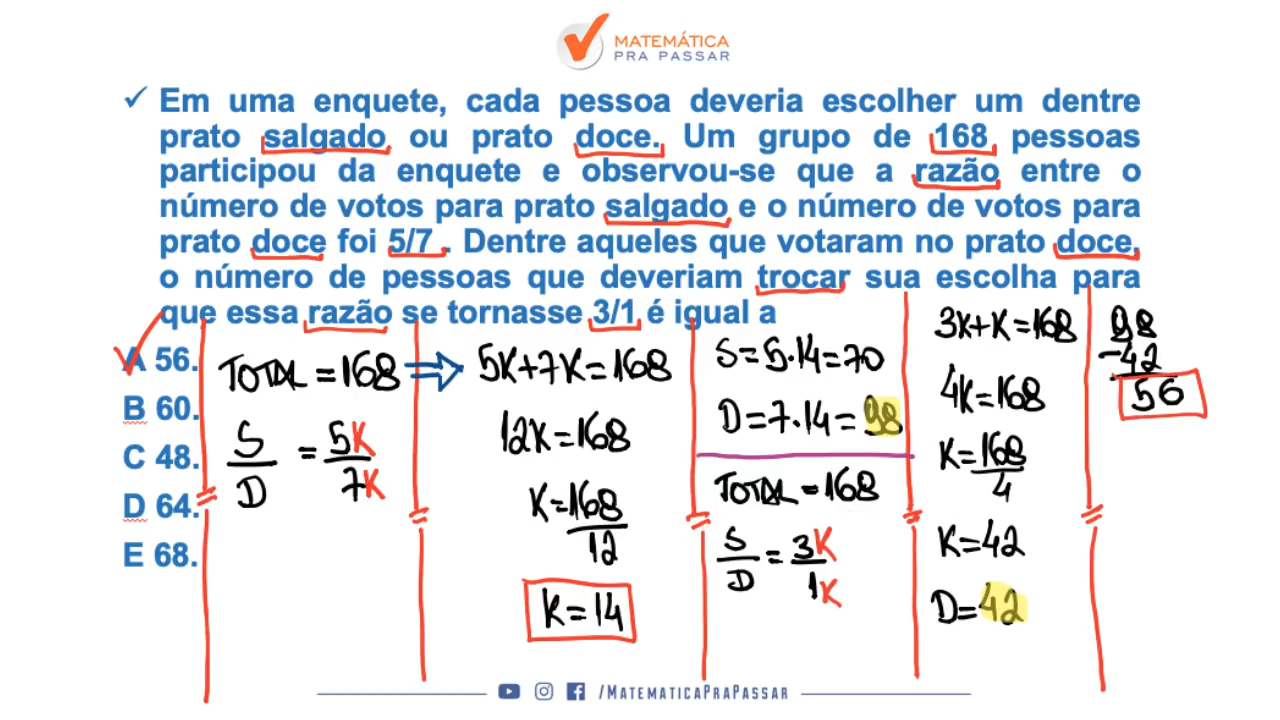 MATEMÁTICA
PRA PASSAR
✓ Em uma enquete, cada pessoa deveria escolher um dentre
prato salgado ou prato doce. Um grupo de 168 pessoas
participou da enquete e observou-se que a razão entre o
número de votos para prato salgado e o número de votos para
prato doce foi 5/7 . Dentre aqueles que votaram no prato doce,
o número de pessoas que deveriam trocar sua escolha para
que essa razão se tornasse 3/1 é igual a
A 56.
B 60.
C 48.
D 64.
E 68.
TOTAL = 168 ⇒
S/D = 5K/7K
5K+7K=168
12K=168
K=168/12
K=14
S=5.14=70
D=7.14=98
TOTAL=168
S/D = 3K/1K
3K+K=168
4K=168
K=168/4
K=42
D=42
98
-42
56
/MATEMATICAPRAPASSAR